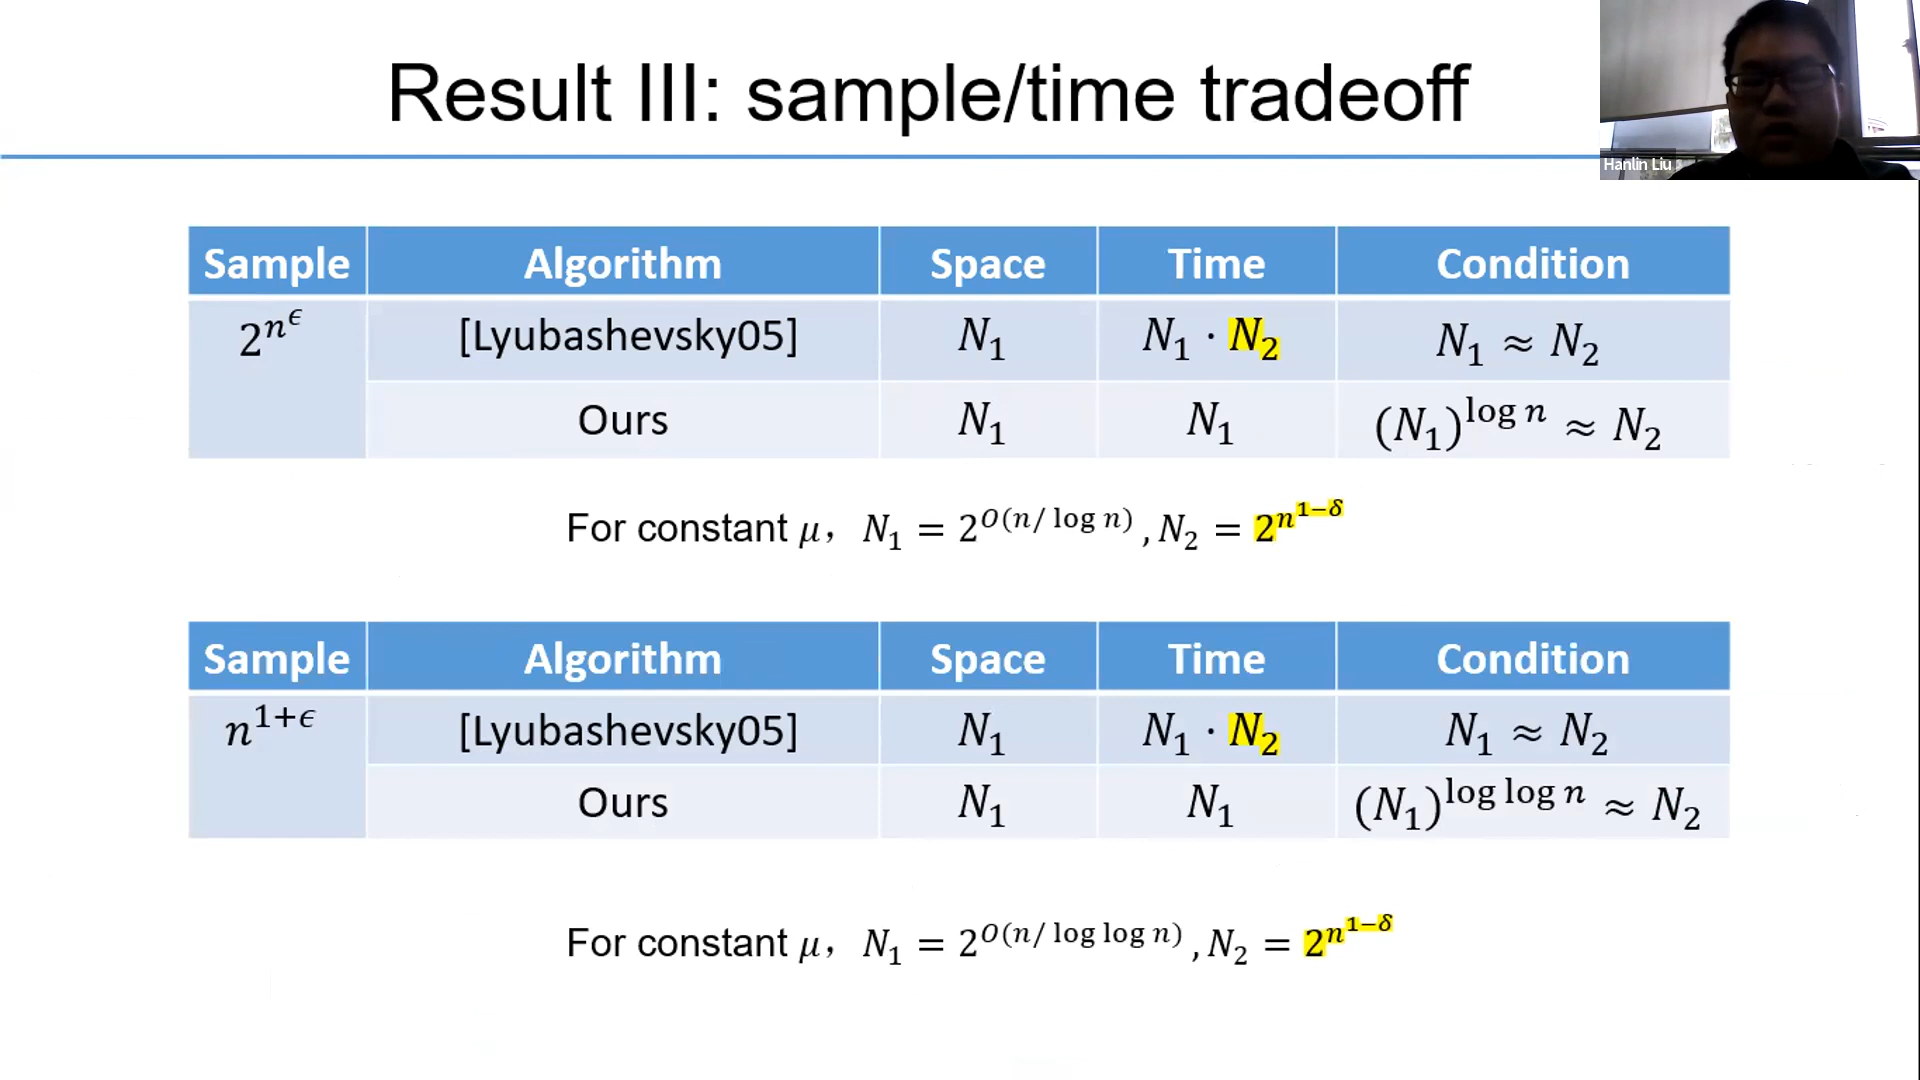 Result III: sample/time tradeoff
Hanlin Liu
Sample Algorithm Space Time Condition
2^{n^ϵ} [Lyubashevsky05] N₁ N₁ · N₂ N₁ ≈ N₂
Ours N₁ N₁ (N₁)^{log n} ≈ N₂
For constant μ, N₁ = 2^{O(n/ log n)}, N₂ = 2^{n^{1−δ}}
Sample Algorithm Space Time Condition
n^{1+ϵ} [Lyubashevsky05] N₁ N₁ · N₂ N₁ ≈ N₂
Ours N₁ N₁ (N₁)^{log log n} ≈ N₂
For constant μ, N₁ = 2^{O(n/ log log n)}, N₂ = 2^{n^{1−δ}}